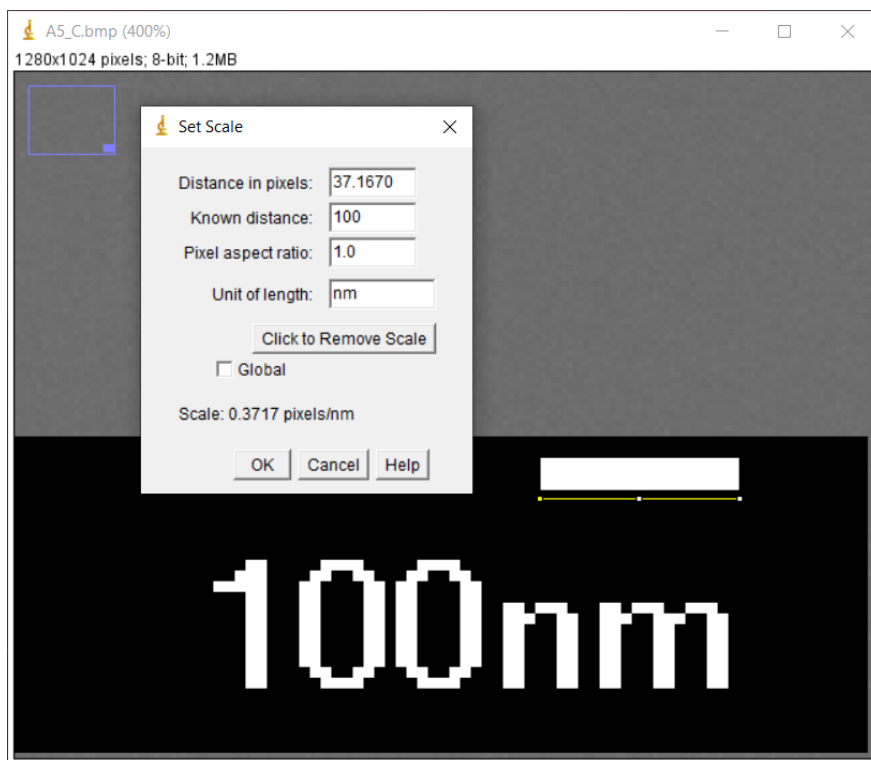 A5_C.bmp (400%)
1280x1024 pixels; 8-bit; 1.2MB
Set Scale
Distance in pixels: 37.1670
Known distance: 100
Pixel aspect ratio: 1.0
Unit of length: nm
Click to Remove Scale
Global
Scale: 0.3717 pixels/nm
OK Cancel Help
100nm